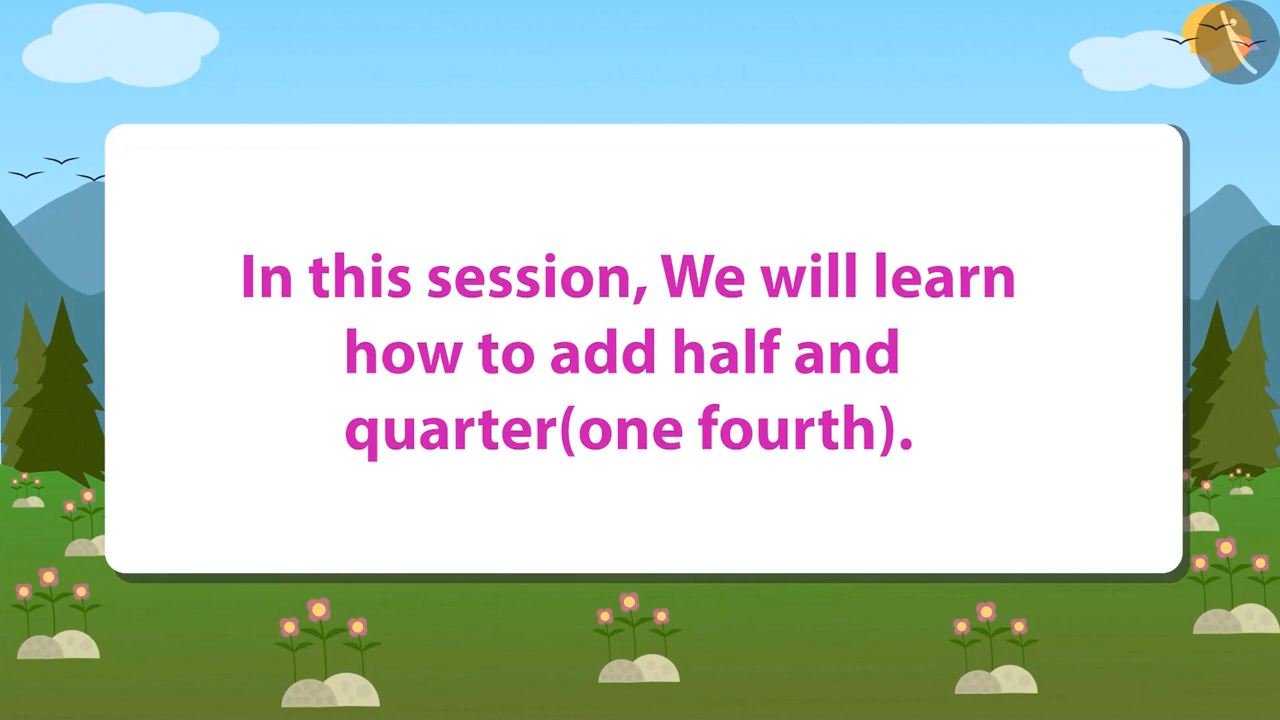 In this session, We will learn
how to add half and
quarter(one fourth).